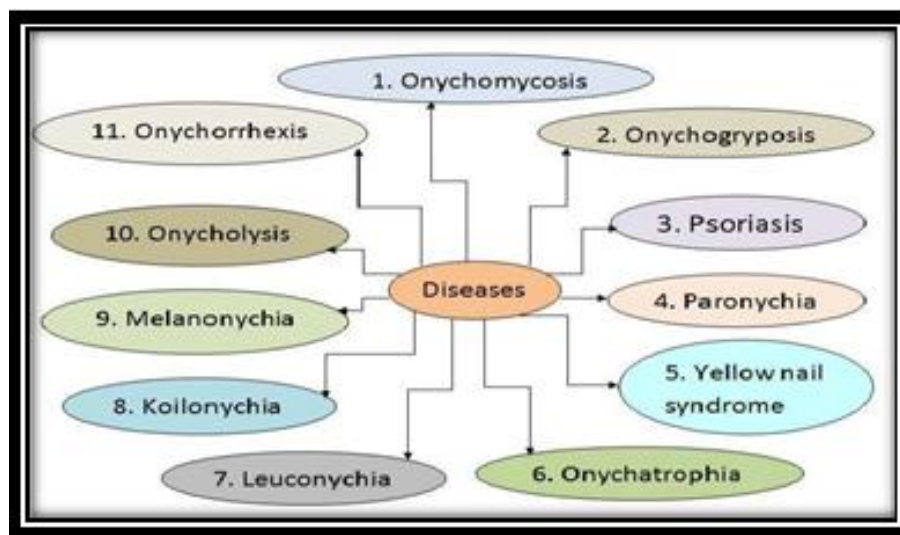 1. Onychomycosis
2. Onychogryposis
3. Psoriasis
4. Paronychia
5. Yellow nail
syndrome
6. Onychatrophia
7. Leuconychia
8. Koilonychia
9. Melanonychia
10. Onycholysis
11. Onychorrhexis
Diseases